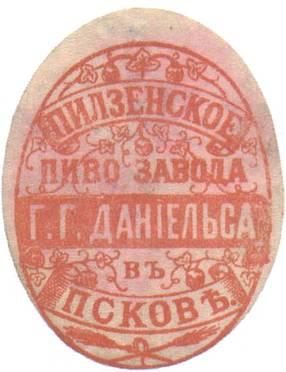 ПИЛЗЕНСКОЕ
ПИВО ЗАВОДА
Г. Г. ДАНІЕЛЬСА
ВЪ
ПСКОВѢ.